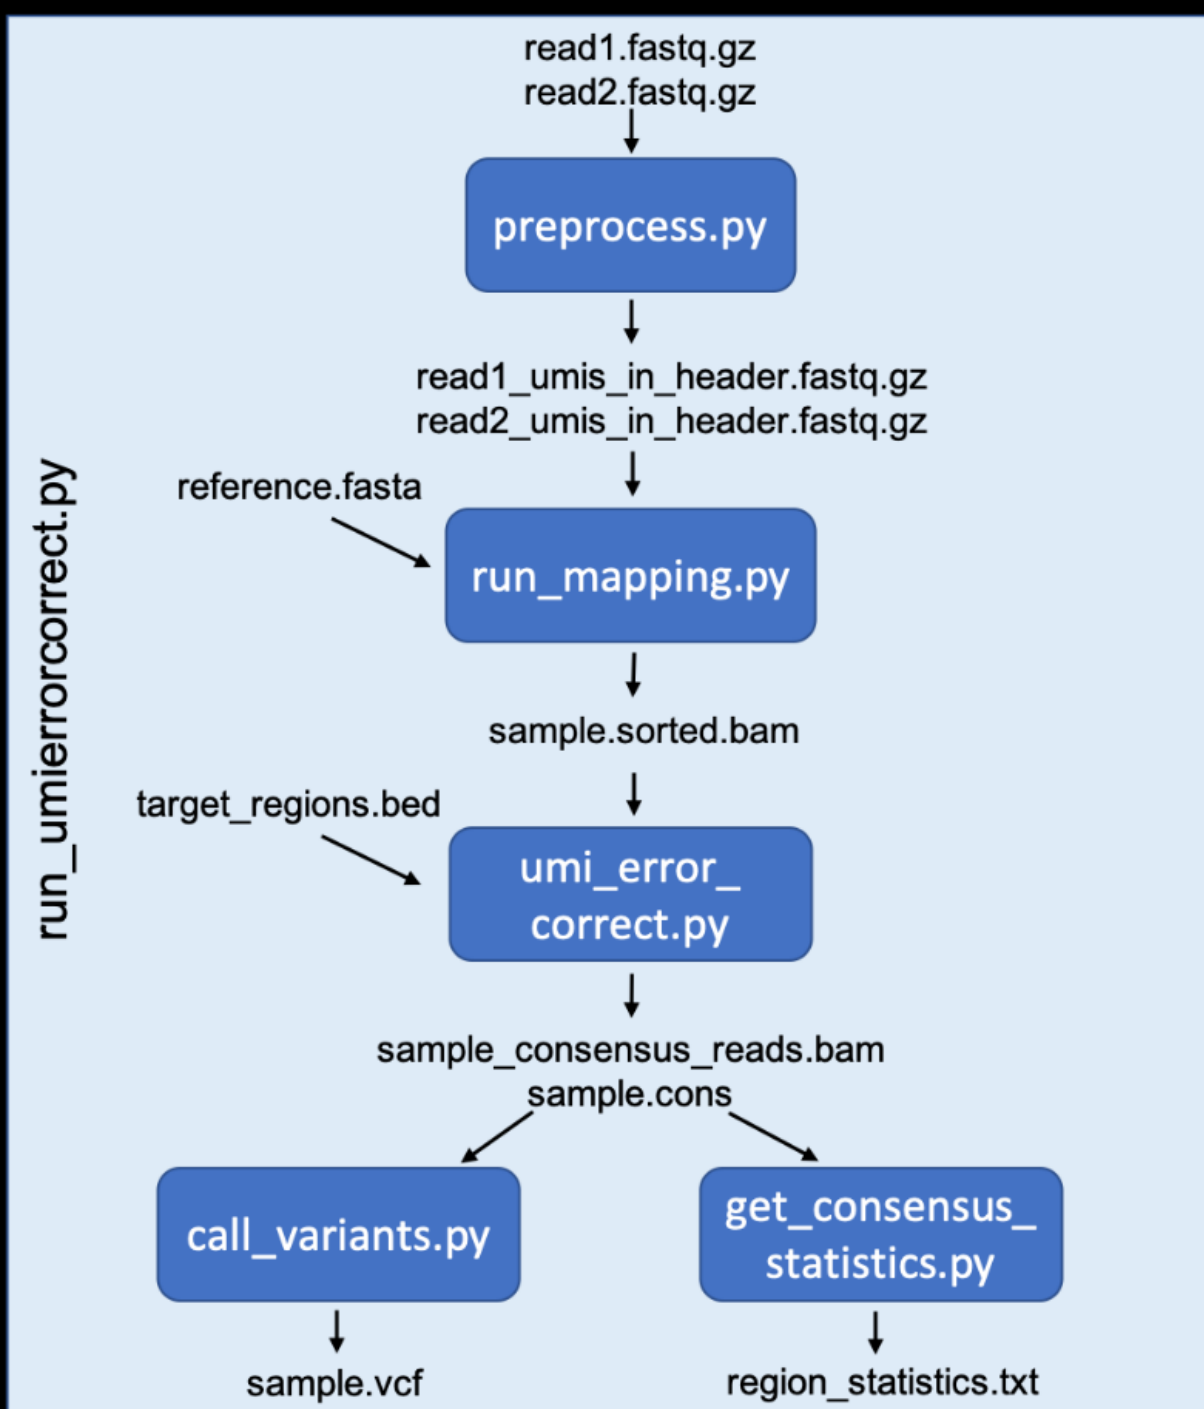 read1.fastq.gz
read2.fastq.gz
preprocess.py
read1_umis_in_header.fastq.gz
read2_umis_in_header.fastq.gz
run_umierrorcorrect.py
reference.fasta
run_mapping.py
sample.sorted.bam
target_regions.bed
umi_error_
correct.py
sample_consensus_reads.bam
sample.cons
call_variants.py
get_consensus_
statistics.py
sample.vcf
region_statistics.txt